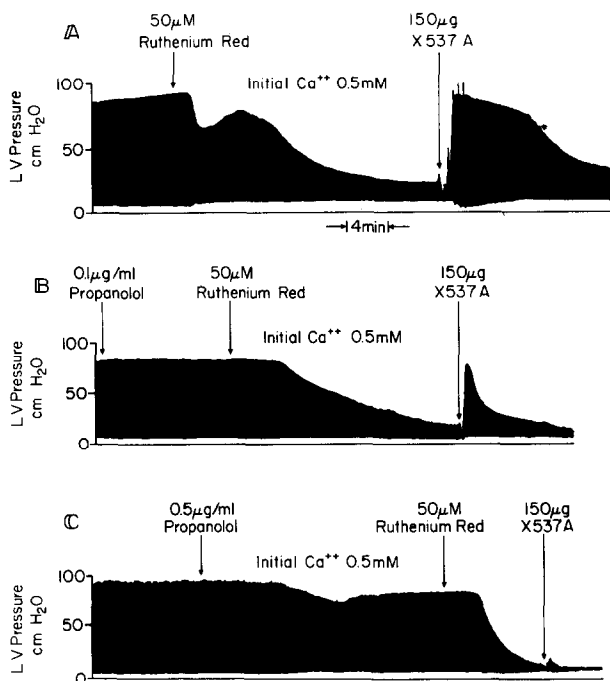 A
50µM
Ruthenium Red
150µg
X537A
Initial Ca++ 0.5mM
100
50
0
LV Pressure
cm H2O
4min
B
0.1µg/ml
Propanolol
50µM
Ruthenium Red
150µg
X537A
Initial Ca++ 0.5mM
100
50
0
LV Pressure
cm H2O
C
0.5µg/ml
Propanolol
50µM
Ruthenium Red
150µg
X537A
Initial Ca++ 0.5mM
100
50
0
LV Pressure
cm H2O